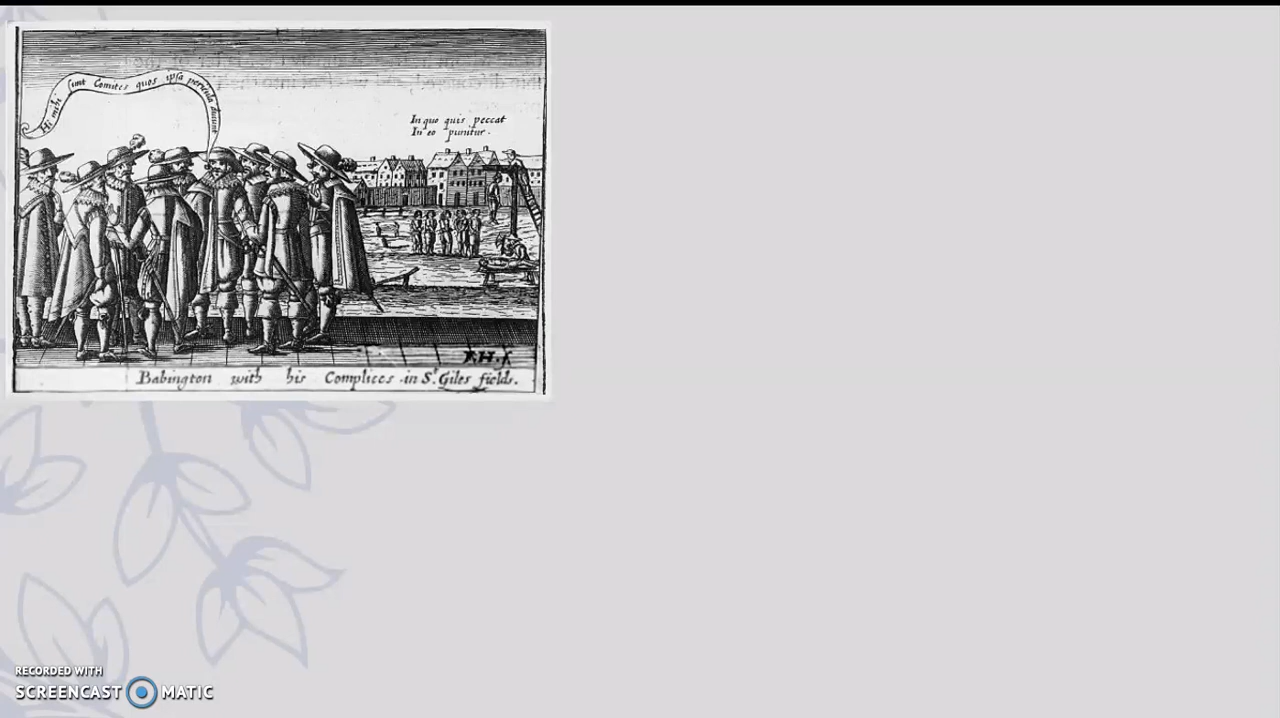 Hi mihi sunt Comites quos ipsa pericula ducunt
In quo quis peccat
In eo punitur.
F.H.
Babington with his Complices in St. Giles fields.
RECORDED WITH
SCREENCAST MATIC